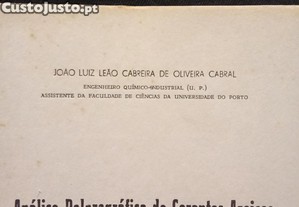 CustoJusto.pt
JOÃO LUIZ LEÃO CABREIRA DE OLIVEIRA CABRAL
ENGENHEIRO QUÍMICO-INDUSTRIAL (U. P.)
ASSISTENTE DA FACULDADE DE CIÊNCIAS DA UNIVERSIDADE DO PORTO
Análise Polarográfica de Corantes